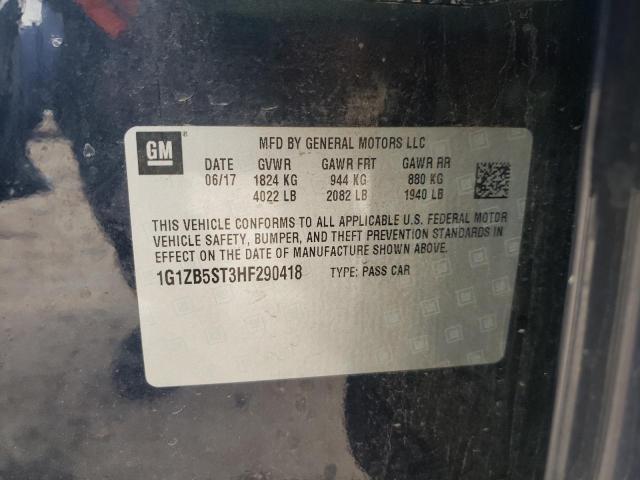 GM
MFD BY GENERAL MOTORS LLC
DATE GVWR GAWR FRT GAWR RR
06/17 1824 KG 944 KG 880 KG
4022 LB 2082 LB 1940 LB
THIS VEHICLE CONFORMS TO ALL APPLICABLE U.S. FEDERAL MOTOR
VEHICLE SAFETY, BUMPER, AND THEFT PREVENTION STANDARDS IN
EFFECT ON THE DATE OF MANUFACTURE SHOWN ABOVE.
1G1ZB5ST3HF290418 TYPE: PASS CAR